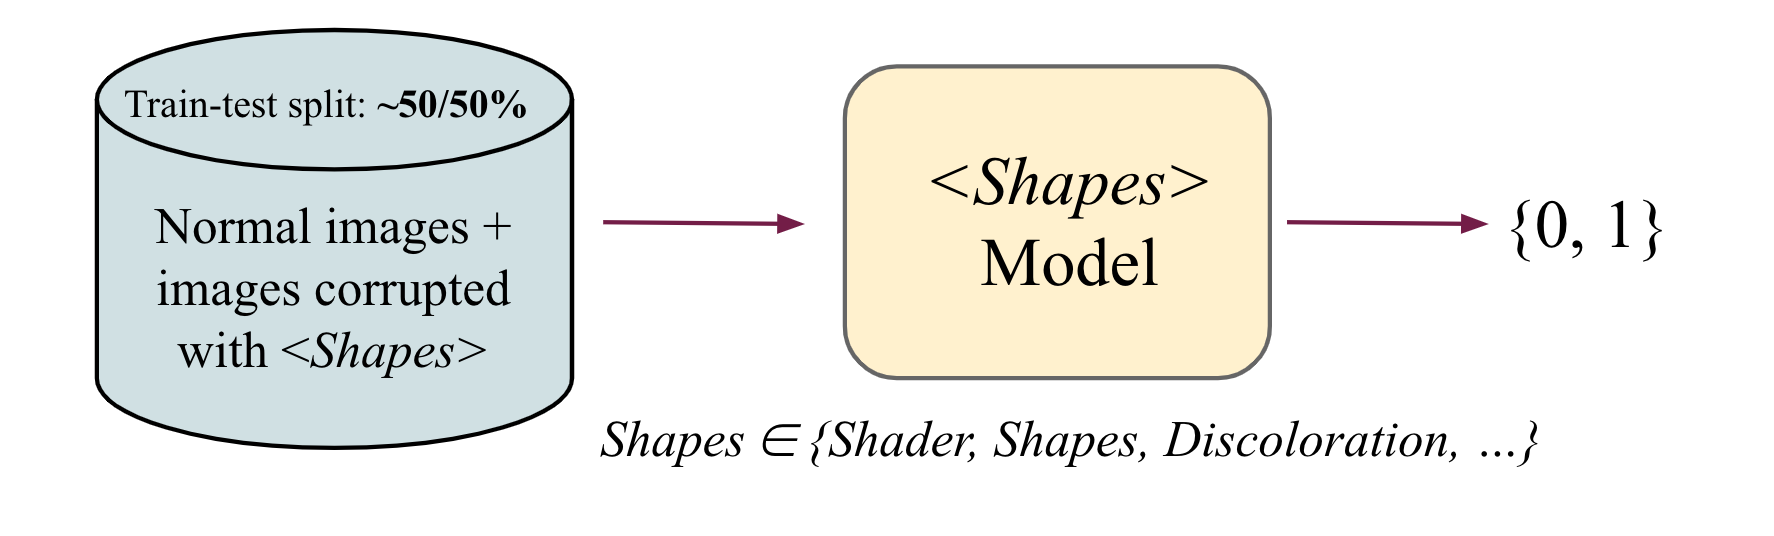 Train-test split: ~50/50%
Normal images +
images corrupted
with <Shapes>
<Shapes>
Model
{0, 1}
Shapes ∈ {Shader, Shapes, Discoloration, ...}